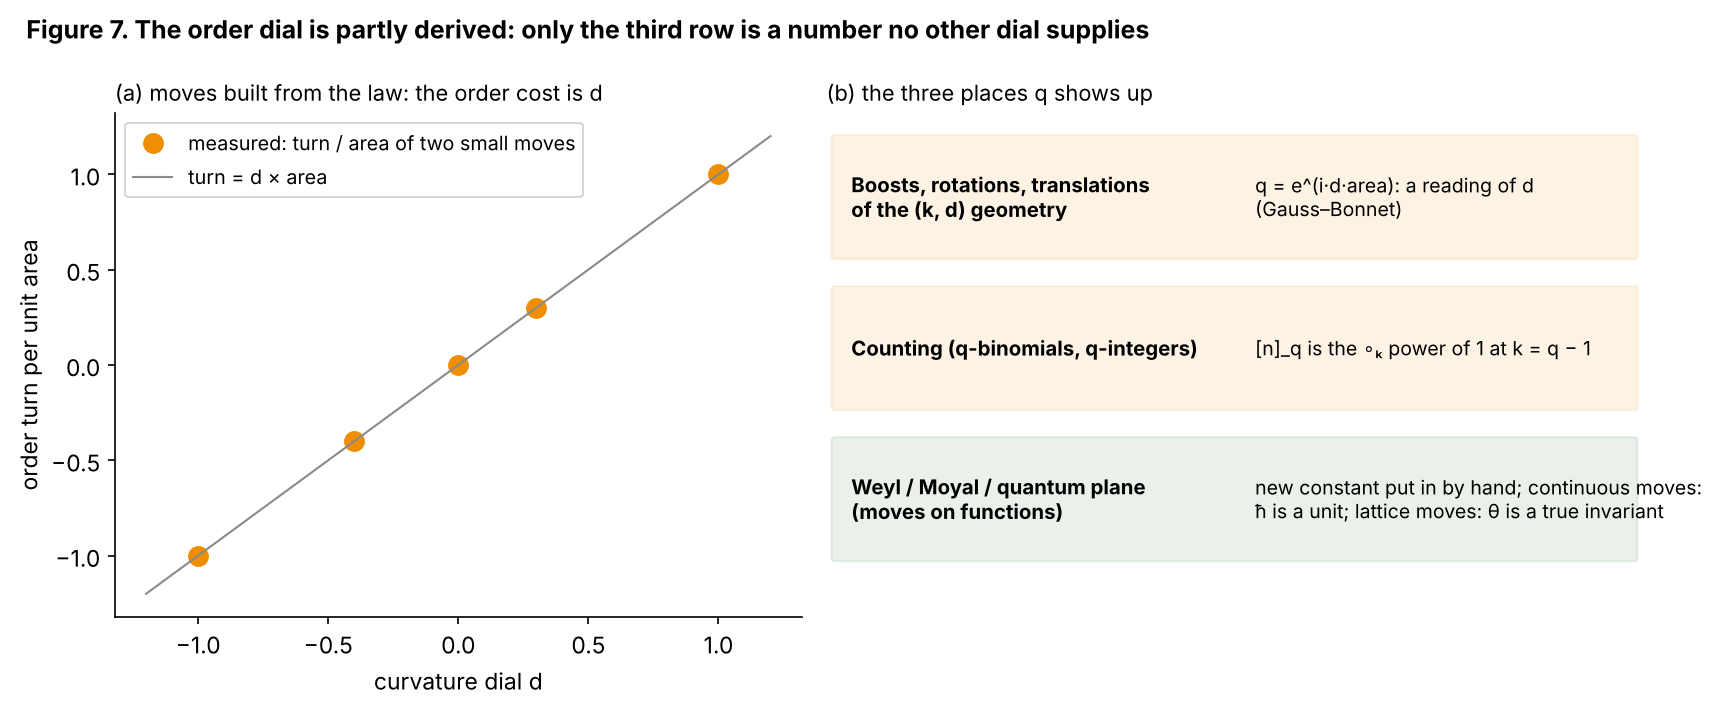 Figure 7. The order dial is partly derived: only the third row is a number no other dial supplies
(a) moves built from the law: the order cost is d
measured: turn / area of two small moves
turn = d × area
1.0
0.5
0.0
−0.5
−1.0
order turn per unit area
−1.0
−0.5
0.0
0.5
1.0
curvature dial d
(b) the three places q shows up
Boosts, rotations, translations
of the (k, d) geometry
q = e^(i·d·area): a reading of d
(Gauss–Bonnet)
Counting (q-binomials, q-integers)
[n]_q is the ∘ₖ power of 1 at k = q − 1
Weyl / Moyal / quantum plane
(moves on functions)
new constant put in by hand; continuous moves:
ħ is a unit; lattice moves: θ is a true invariant